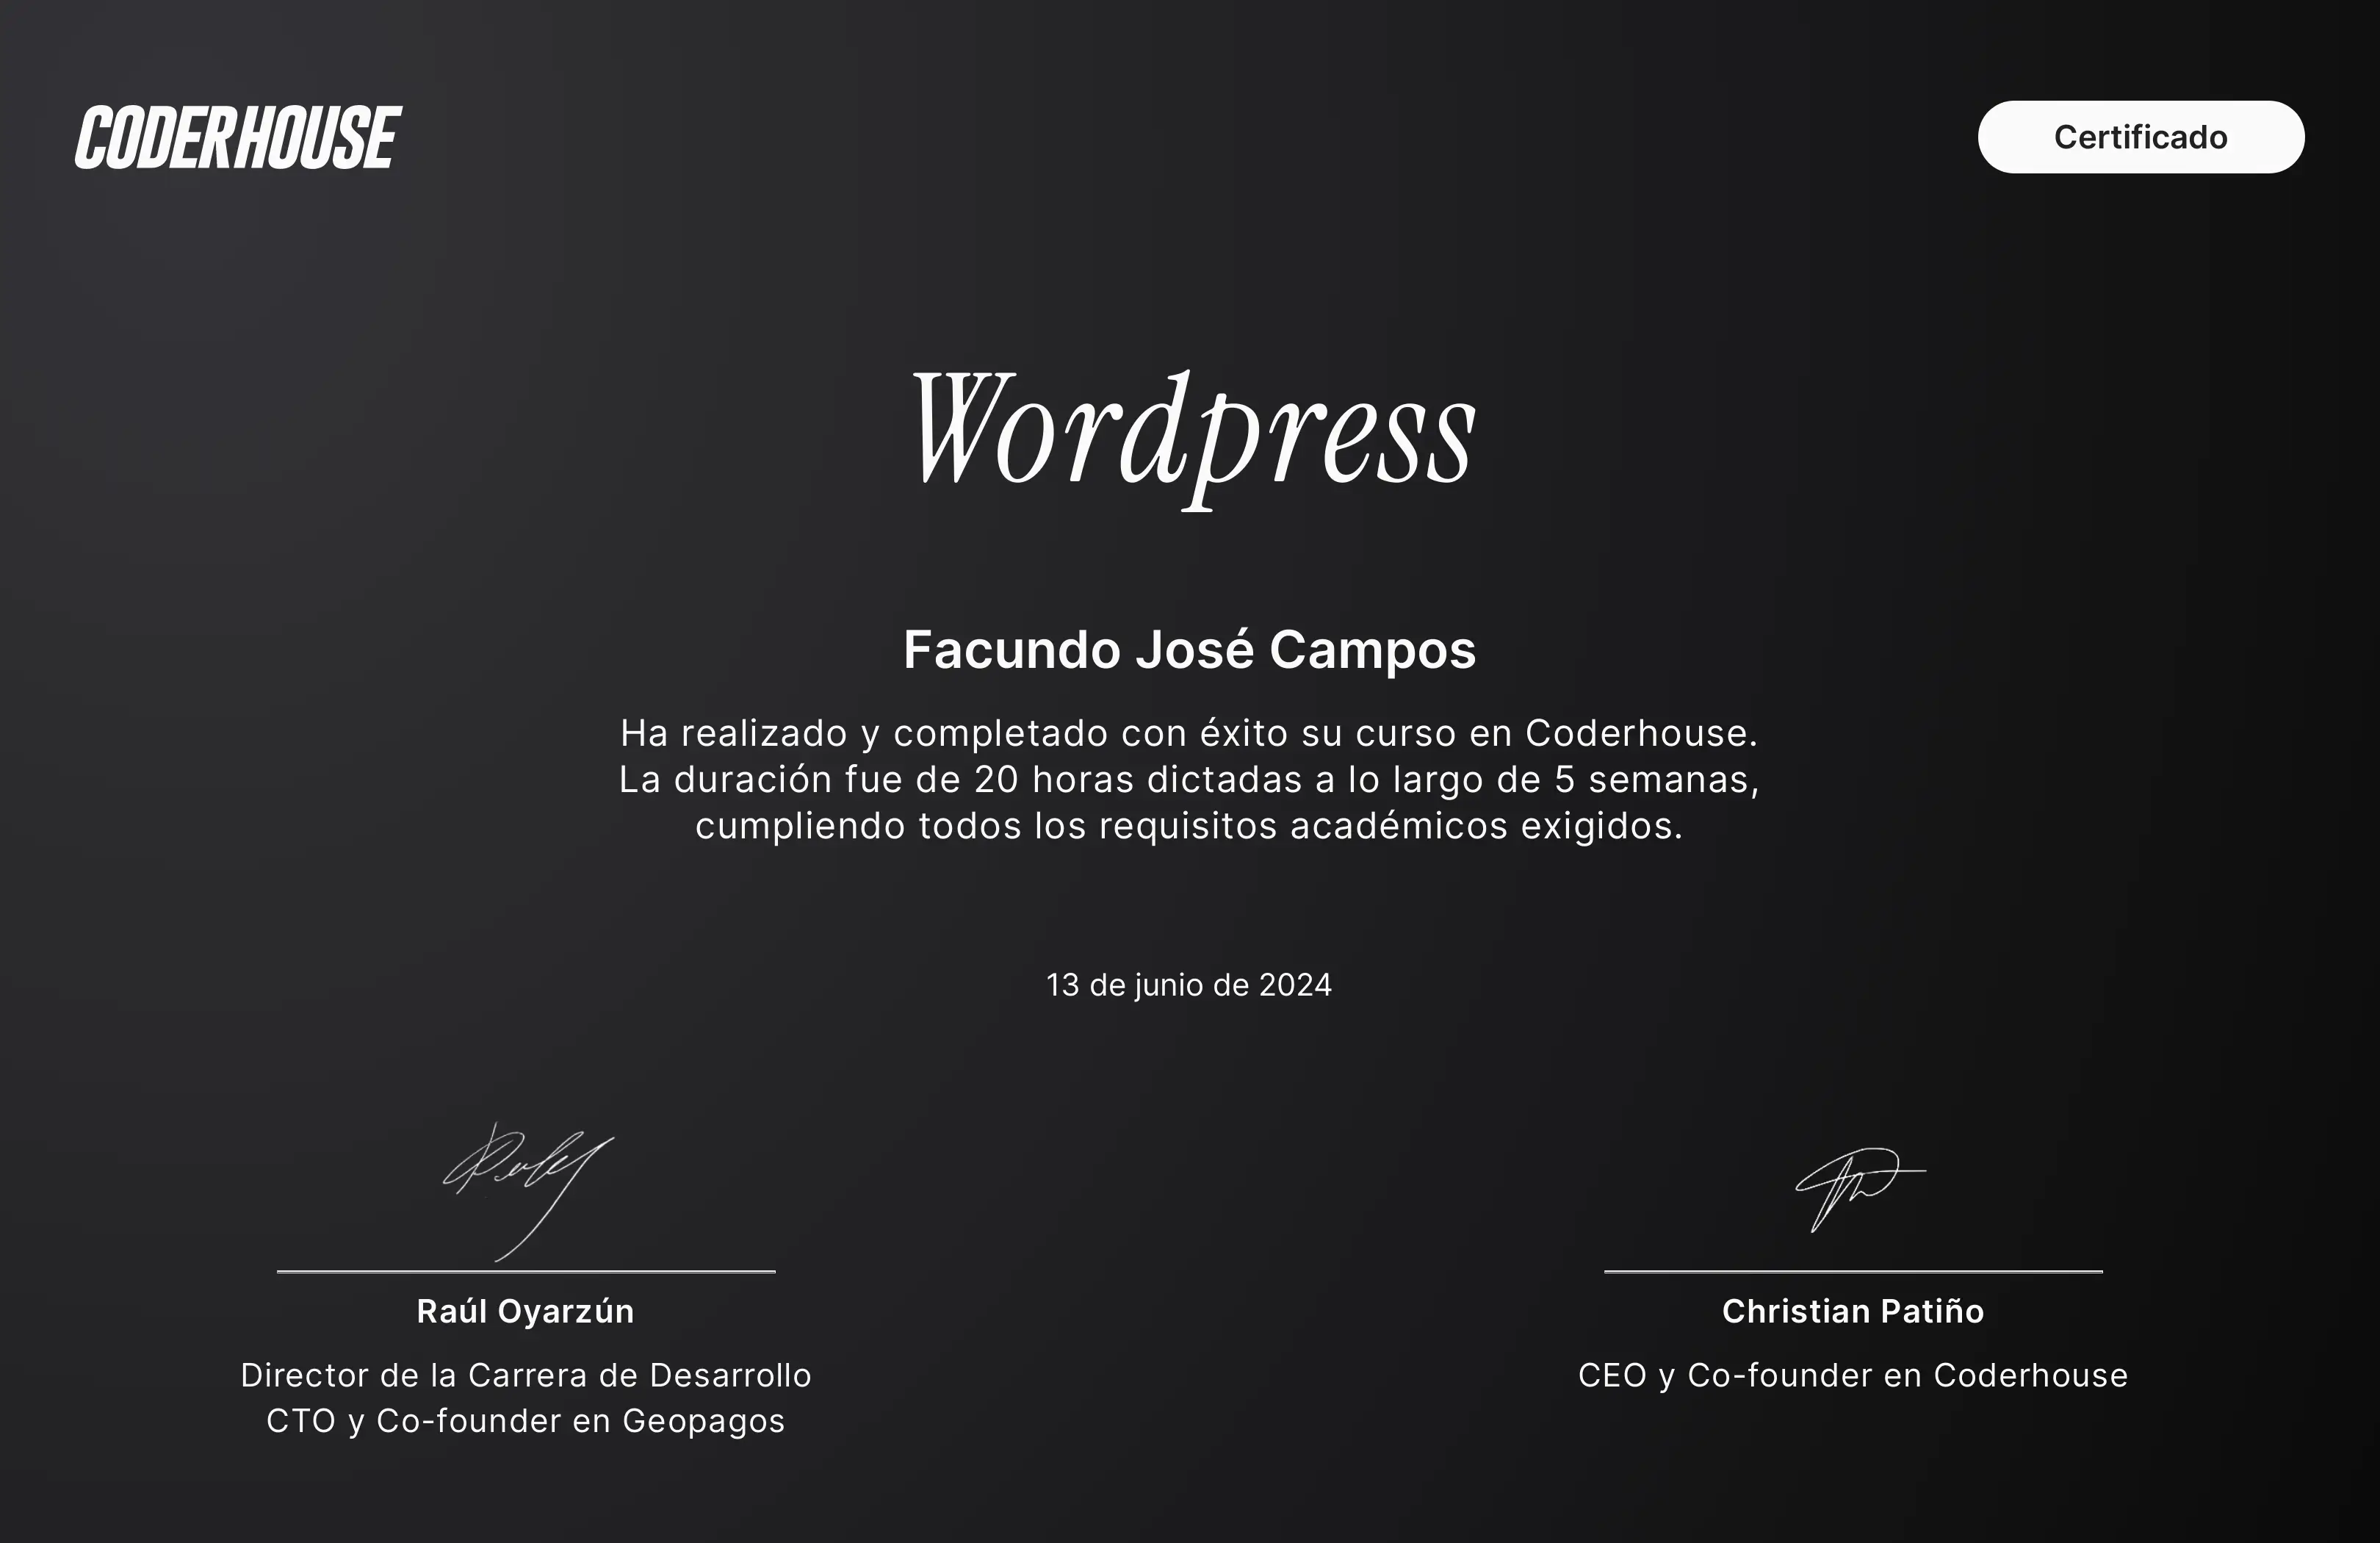 CODERHOUSE
Certificado
Wordpress
Facundo José Campos
Ha realizado y completado con éxito su curso en Coderhouse.
La duración fue de 20 horas dictadas a lo largo de 5 semanas,
cumpliendo todos los requisitos académicos exigidos.
13 de junio de 2024
Raúl Oyarzún
Director de la Carrera de Desarrollo
CTO y Co-founder en Geopagos
Christian Patiño
CEO y Co-founder en Coderhouse